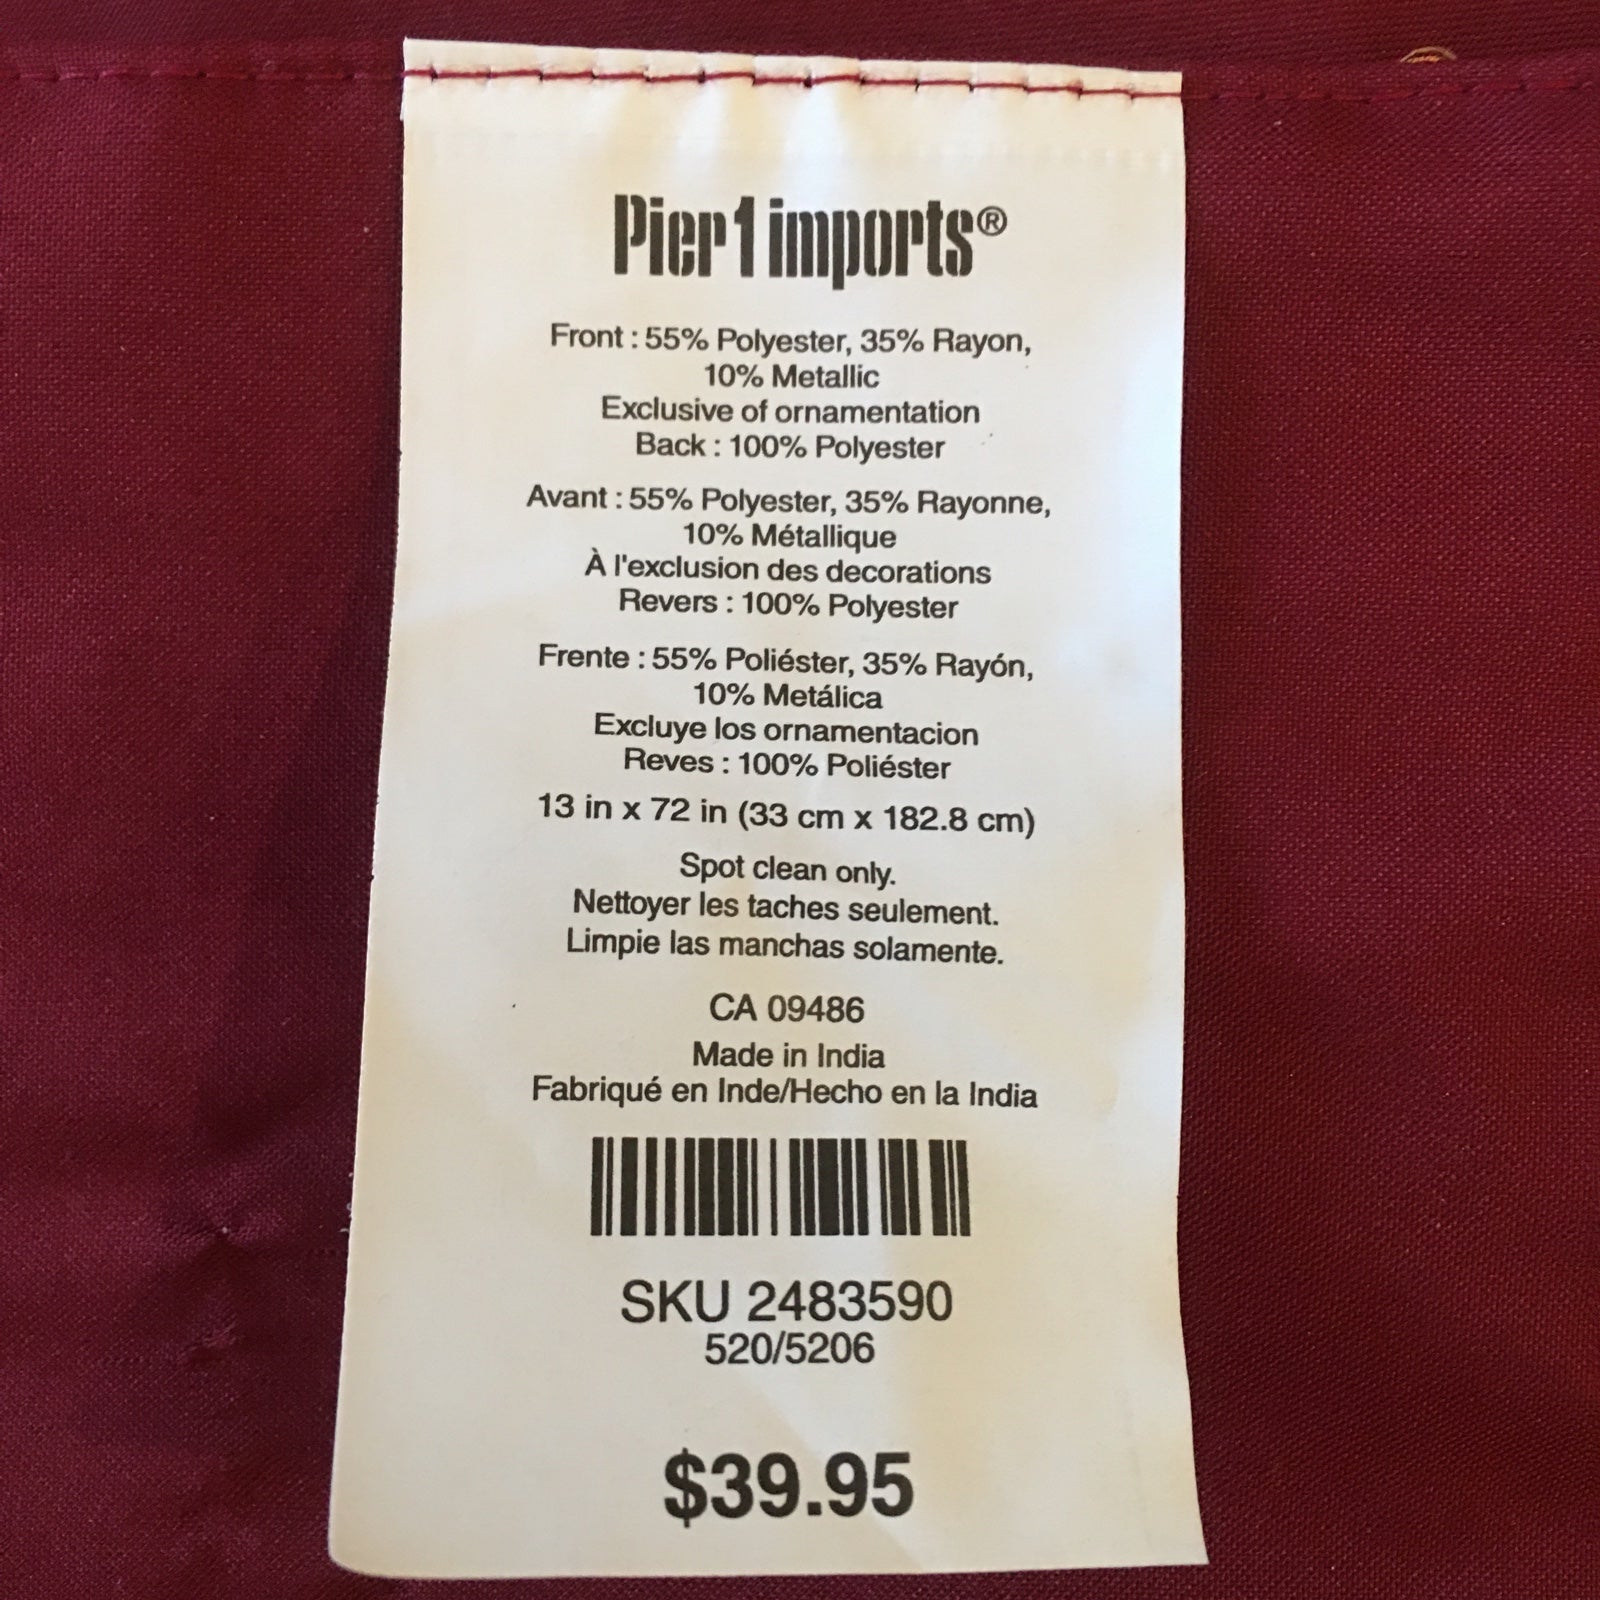 Pier 1 imports®
Front : 55% Polyester, 35% Rayon,
10% Metallic
Exclusive of ornamentation
Back : 100% Polyester
Avant : 55% Polyester, 35% Rayonne,
10% Métallique
À l'exclusion des decorations
Revers : 100% Polyester
Frente : 55% Poliéster, 35% Rayón,
10% Metálica
Excluye los ornamentacion
Reves : 100% Poliéster
13 in x 72 in (33 cm x 182.8 cm)
Spot clean only.
Nettoyer les taches seulement.
Limpie las manchas solamente.
CA 09486
Made in India
Fabriqué en Inde/Hecho en la India
SKU 2483590
520/5206
$39.95